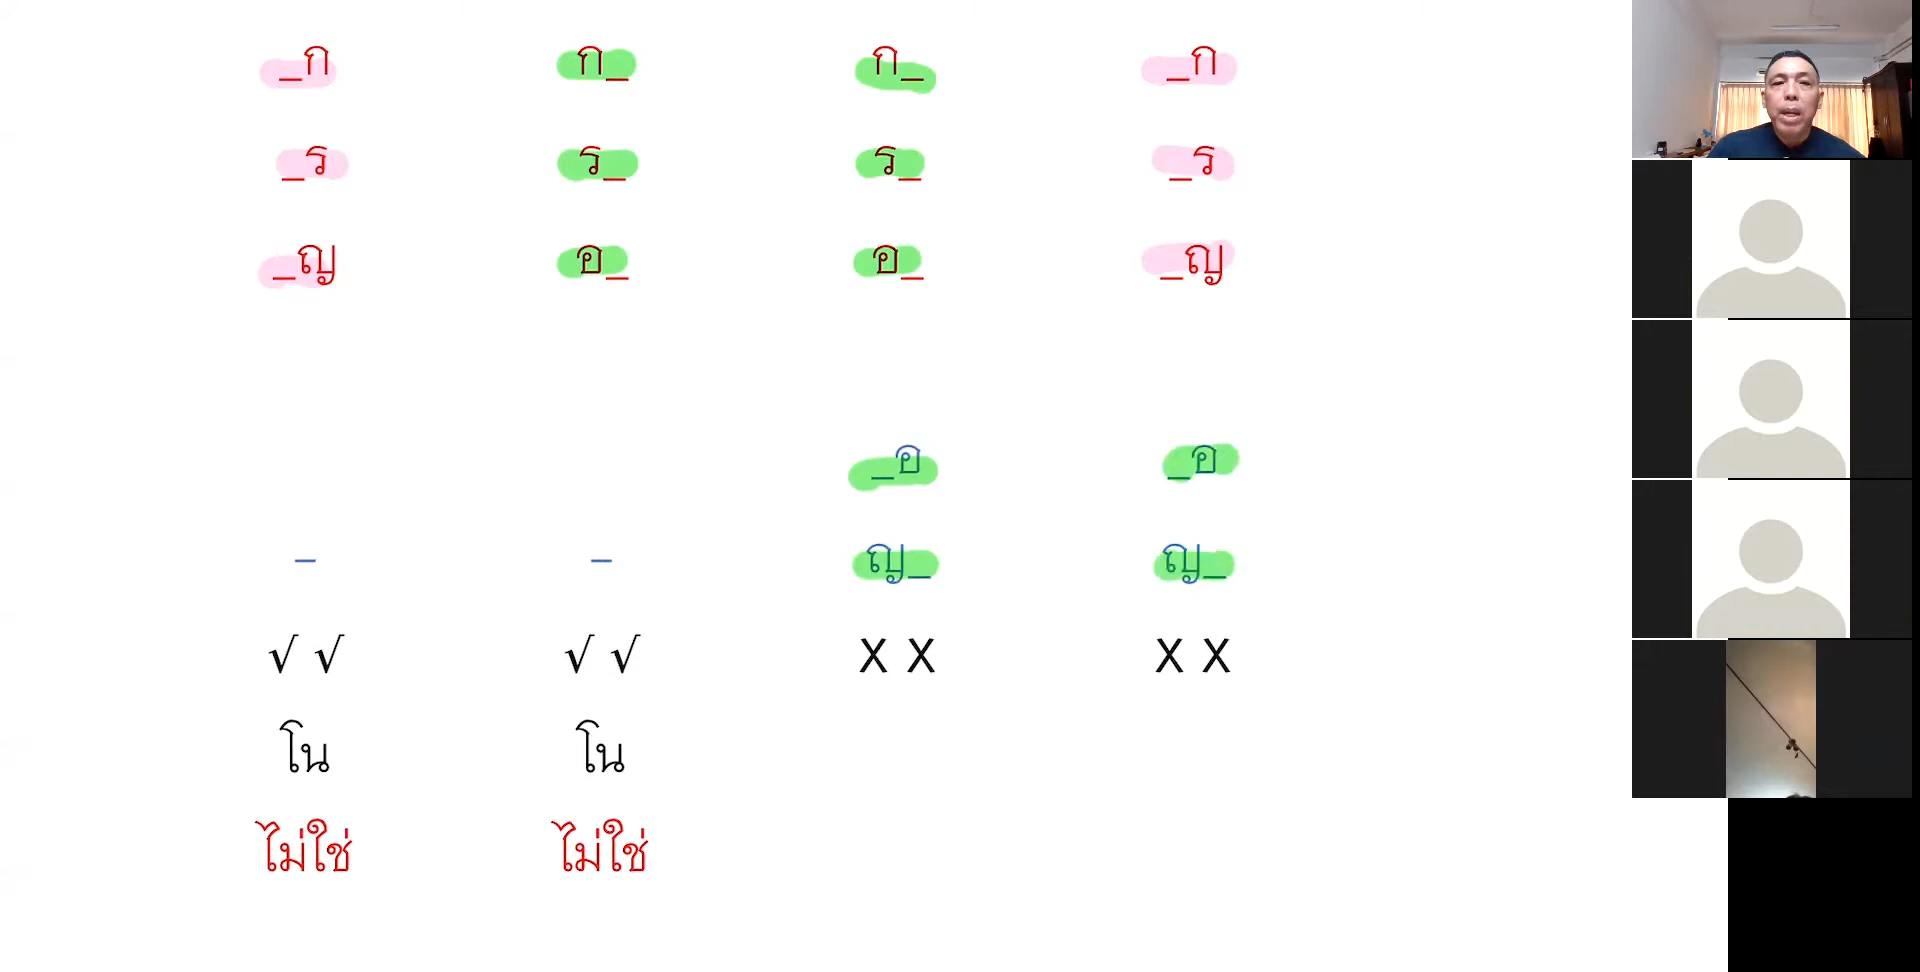 _ก ก_ ก_ _ก
_ร ร_ ร_ _ร
_ญ อ_ อ_ _ญ
_อ _อ
_ _ ญ_ ญ_
√ √ √ √ X X X X
โน โน
ไม่ใช่ ไม่ใช่